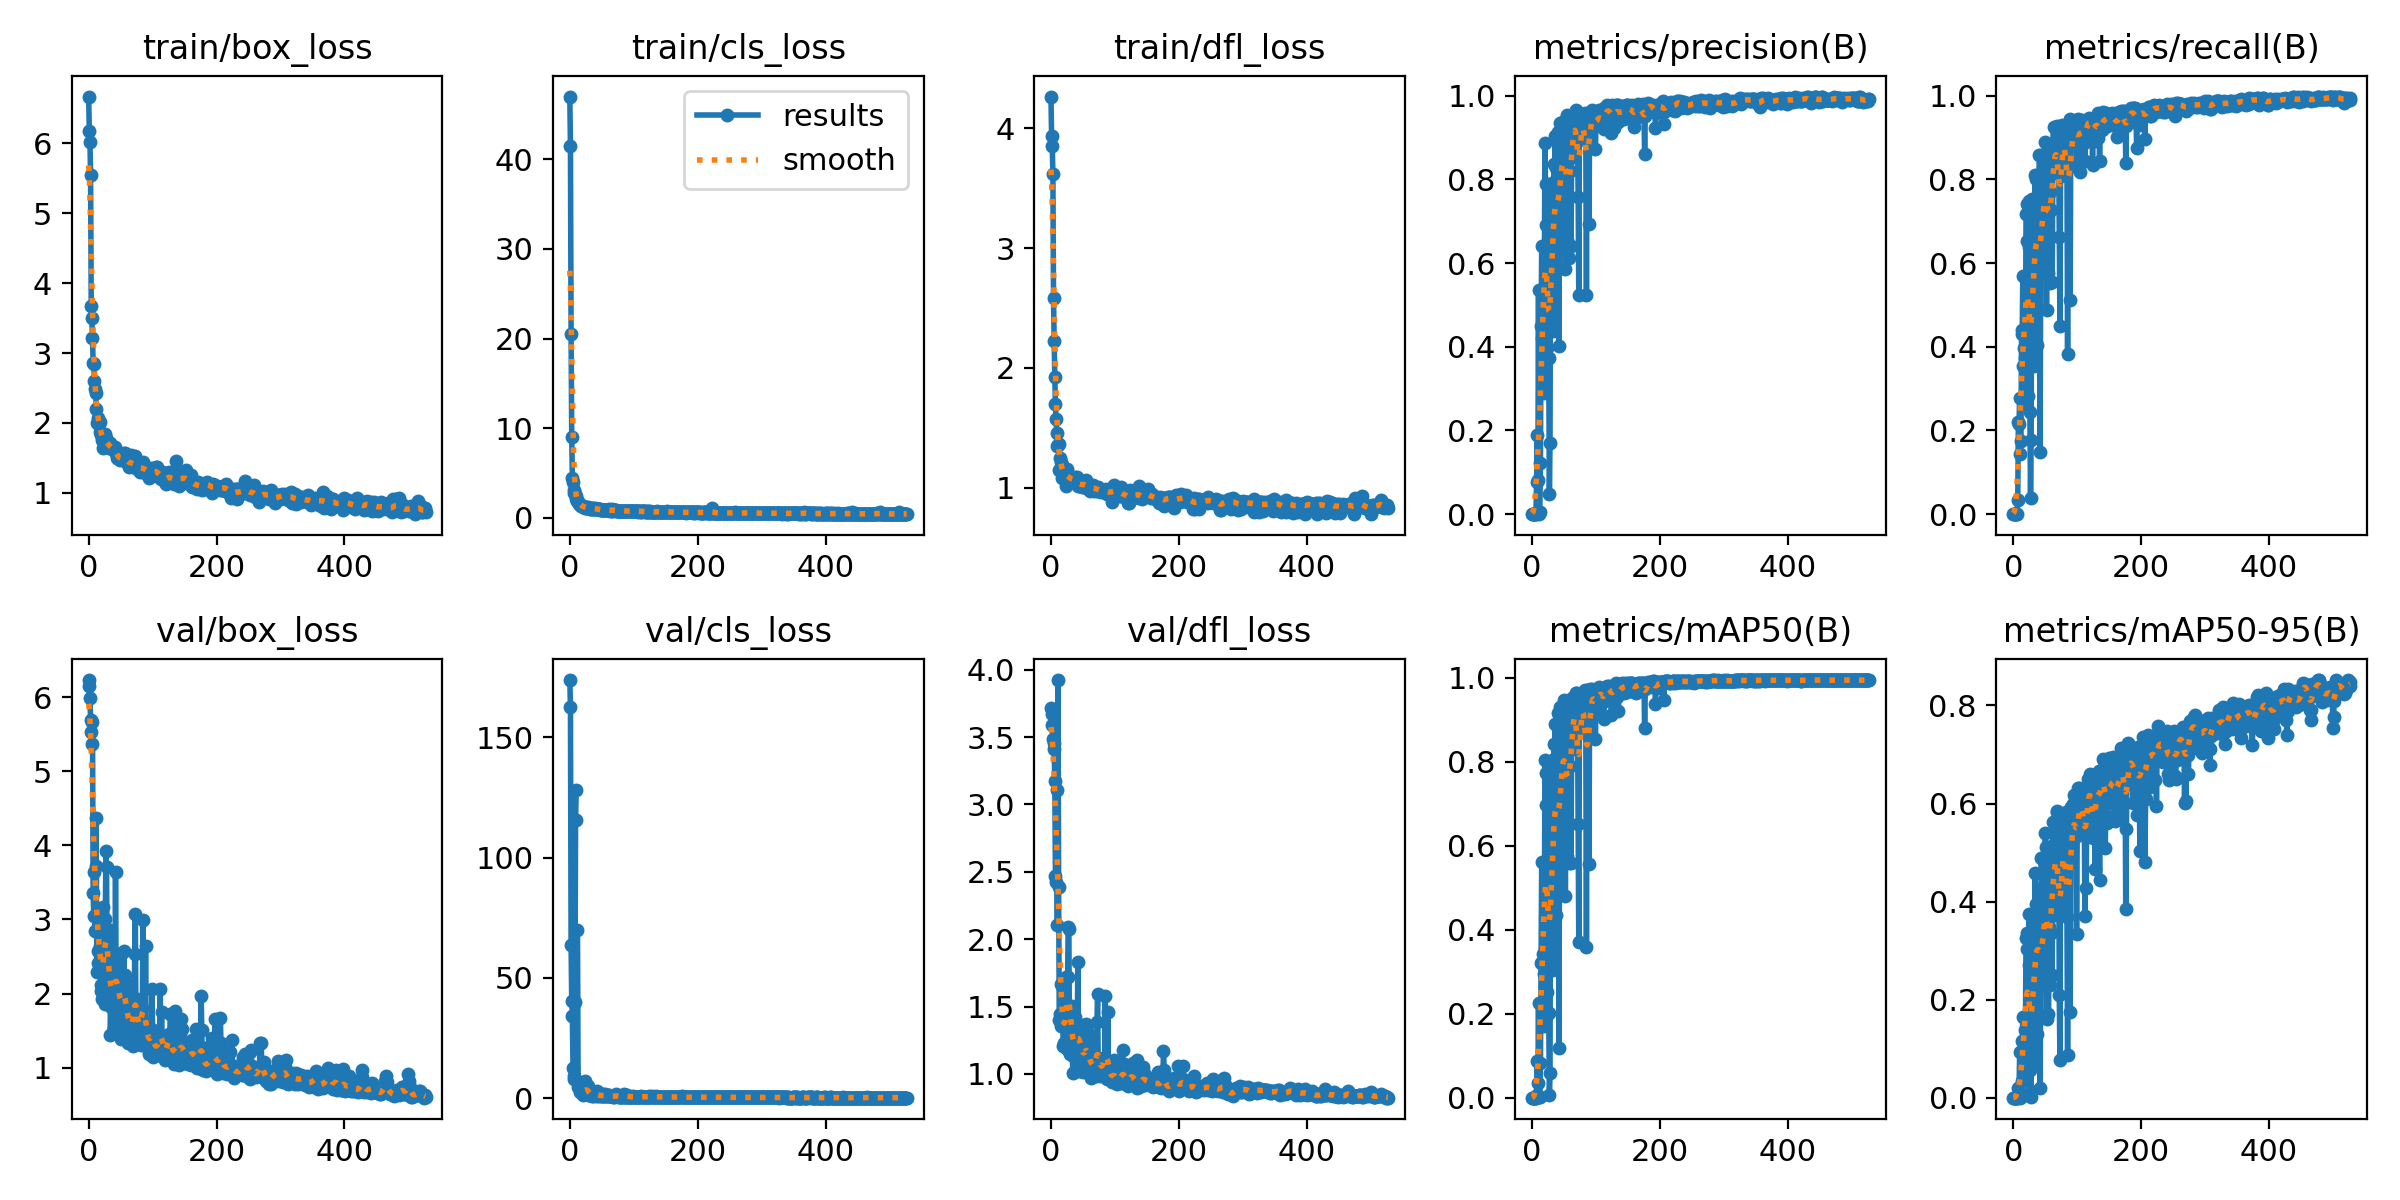 train/box_loss
6
5
4
3
2
1
0 200 400
train/cls_loss
results
smooth
40
30
20
10
0
0 200 400
train/dfl_loss
4
3
2
1
0 200 400
metrics/precision(B)
1.0
0.8
0.6
0.4
0.2
0.0
0 200 400
metrics/recall(B)
1.0
0.8
0.6
0.4
0.2
0.0
0 200 400
val/box_loss
6
5
4
3
2
1
0 200 400
val/cls_loss
150
100
50
0
0 200 400
val/dfl_loss
4.0
3.5
3.0
2.5
2.0
1.5
1.0
0 200 400
metrics/mAP50(B)
1.0
0.8
0.6
0.4
0.2
0.0
0 200 400
metrics/mAP50-95(B)
0.8
0.6
0.4
0.2
0.0
0 200 400